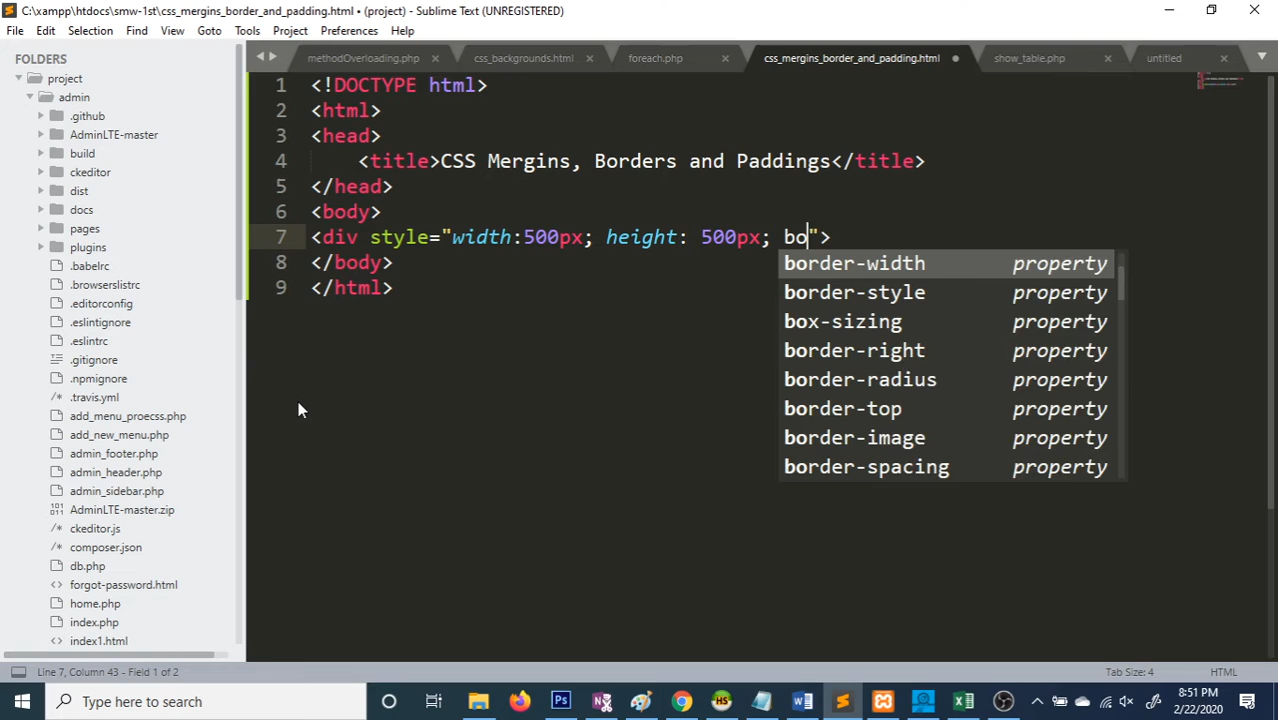 C:\xampp\htdocs\smw-1st\css_mergins_border_and_padding.html • (project) - Sublime Text (UNREGISTERED)
File Edit Selection Find View Goto Tools Project Preferences Help
FOLDERS
project
admin
.github
AdminLTE-master
build
ckeditor
dist
docs
pages
plugins
.babelrc
.browserslistrc
.editorconfig
.eslintignore
.eslintrc
.gitignore
.npmignore
.travis.yml
add_menu_proecss.php
add_new_menu.php
admin_footer.php
admin_header.php
admin_sidebar.php
AdminLTE-master.zip
ckeditor.js
composer.json
db.php
forgot-password.html
home.php
index.php
index1.html
methodOverloading.php css_backgrounds.html foreach.php css_mergins_border_and_padding.html show_table.php untitled
1 <!DOCTYPE html>
2 <html>
3 <head>
4 <title>CSS Mergins, Borders and Paddings</title>
5 </head>
6 <body>
7 <div style="width:500px; height: 500px; bo">
8 </body>
9 </html>
border-width property
border-style property
box-sizing property
border-right property
border-radius property
border-top property
border-image property
border-spacing property
Line 7, Column 43 - Field 1 of 2 Tab Size: 4 HTML
Type here to search
8:51 PM
2/22/2020